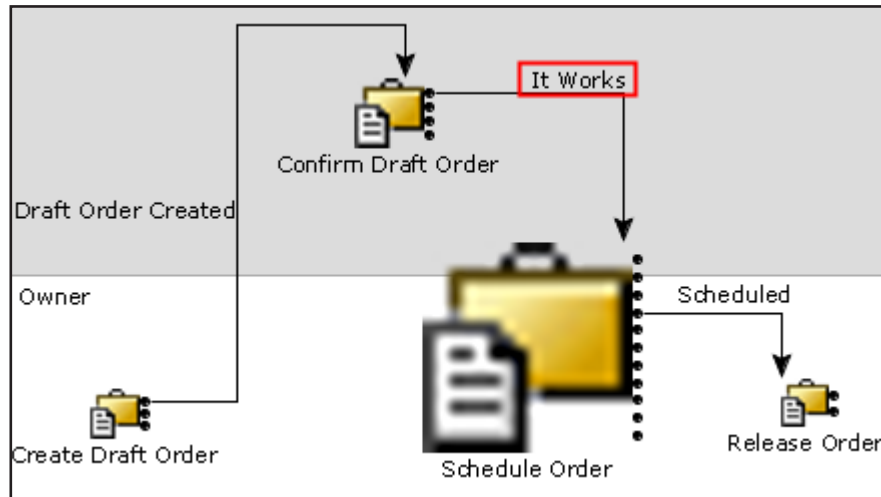 It Works
Confirm Draft Order
Draft Order Created
Owner
Scheduled
Create Draft Order
Schedule Order
Release Order